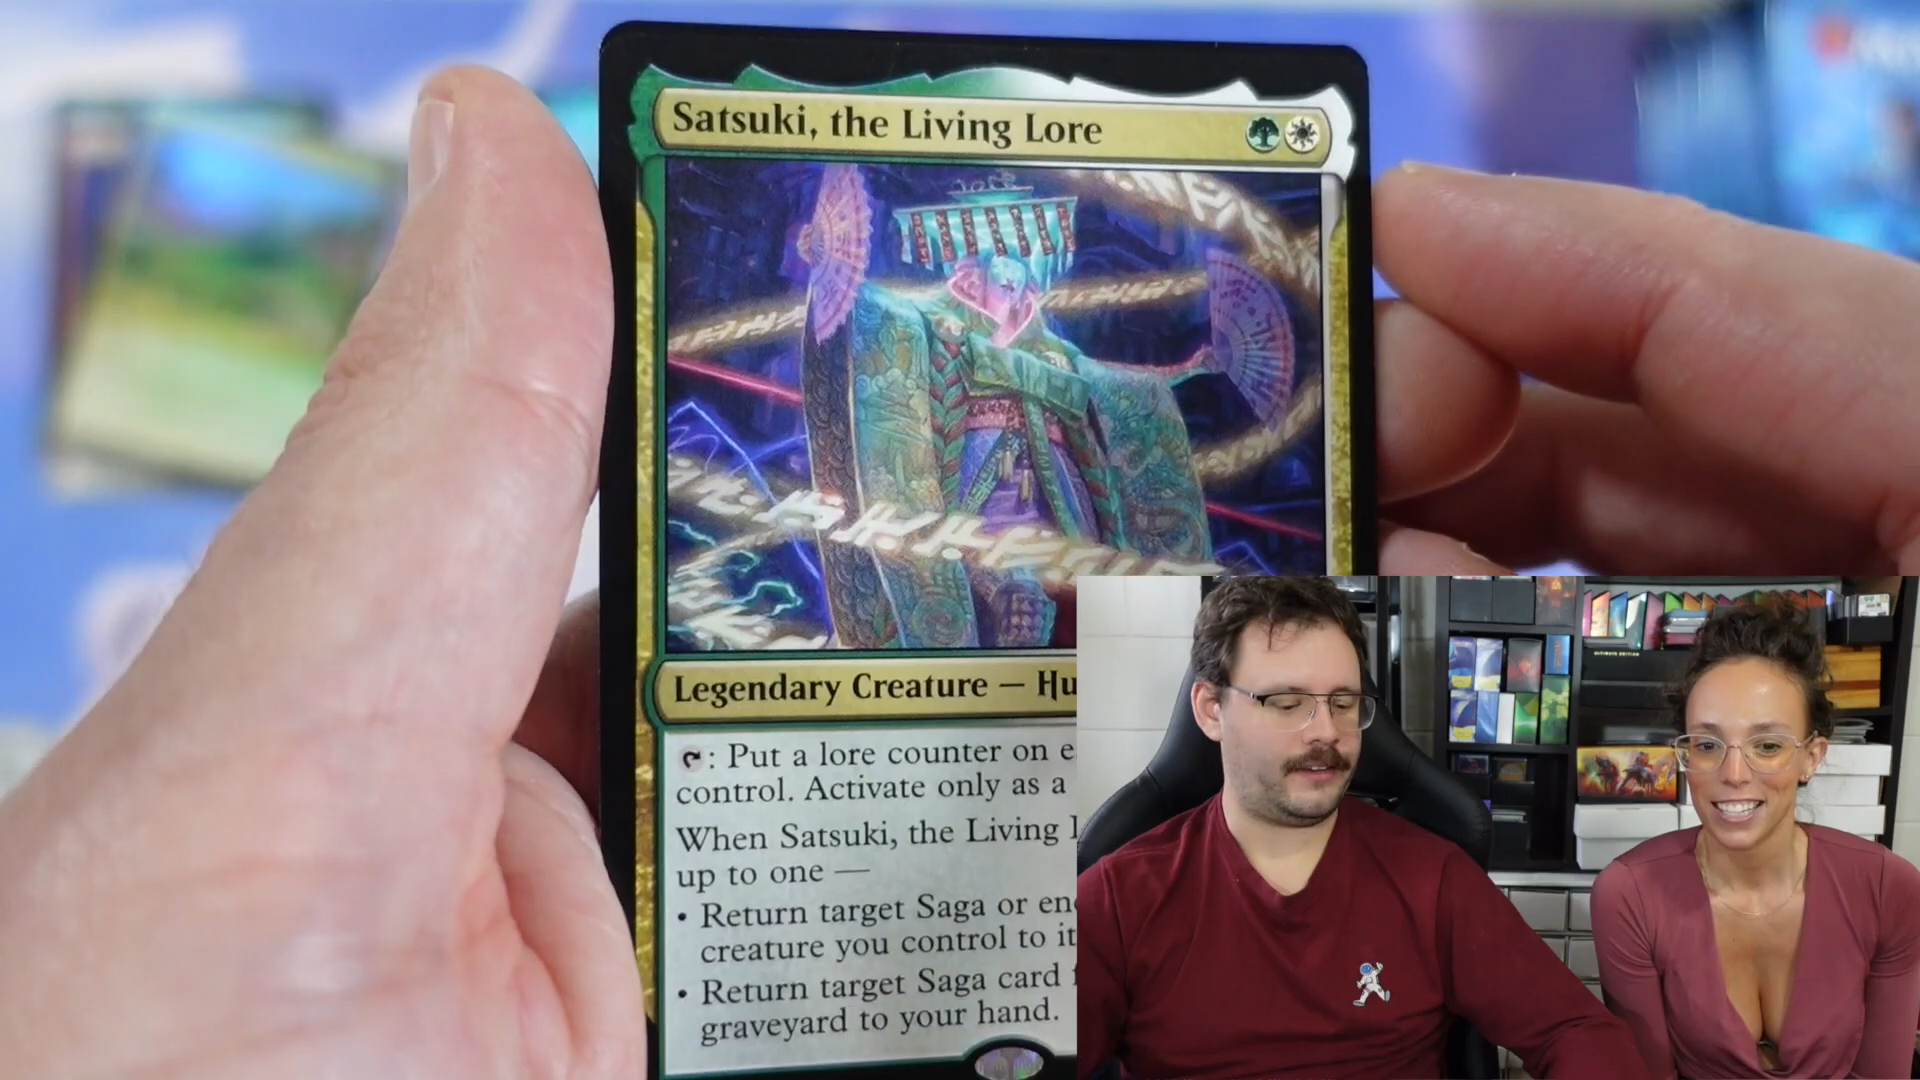 Satsuki, the Living Lore
Legendary Creature — Hu
: Put a lore counter on e
control. Activate only as a
When Satsuki, the Living
up to one —
• Return target Saga or en
creature you control to it
• Return target Saga card
graveyard to your hand.
ULTIMATE EDITION